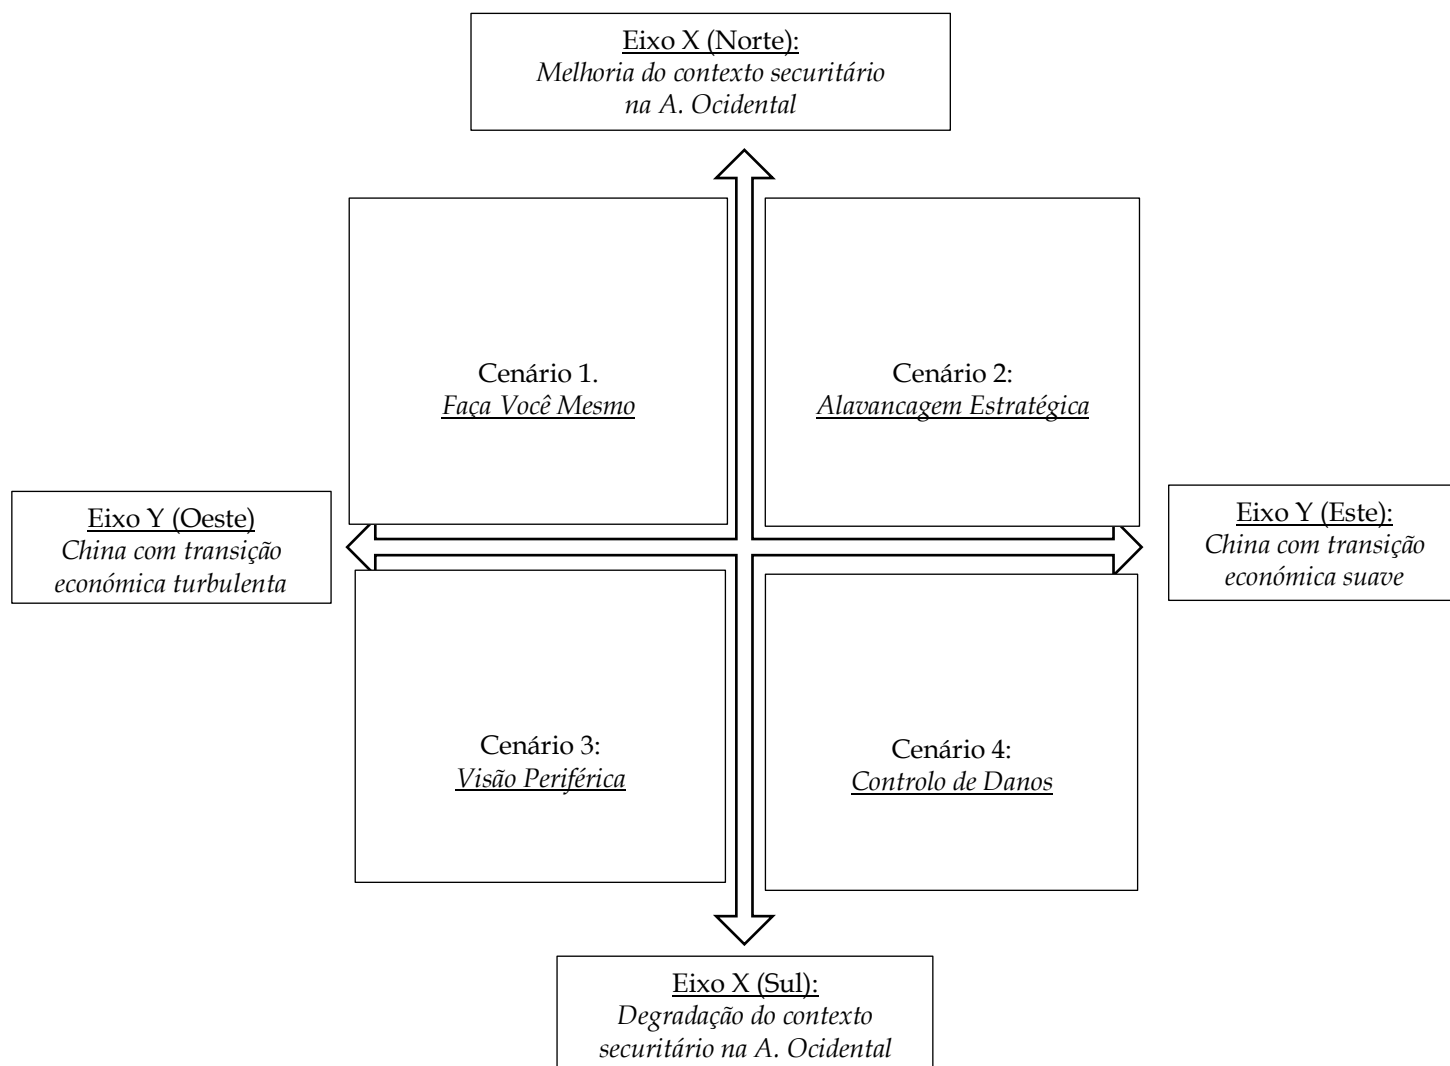 Eixo X (Norte):
Melhoria do contexto securitário
na A. Ocidental
Cenário 1.
Faça Você Mesmo
Cenário 2:
Alavancagem Estratégica
Eixo Y (Oeste)
China com transição
económica turbulenta
Eixo Y (Este):
China com transição
económica suave
Cenário 3:
Visão Periférica
Cenário 4:
Controlo de Danos
Eixo X (Sul):
Degradação do contexto
securitário na A. Ocidental